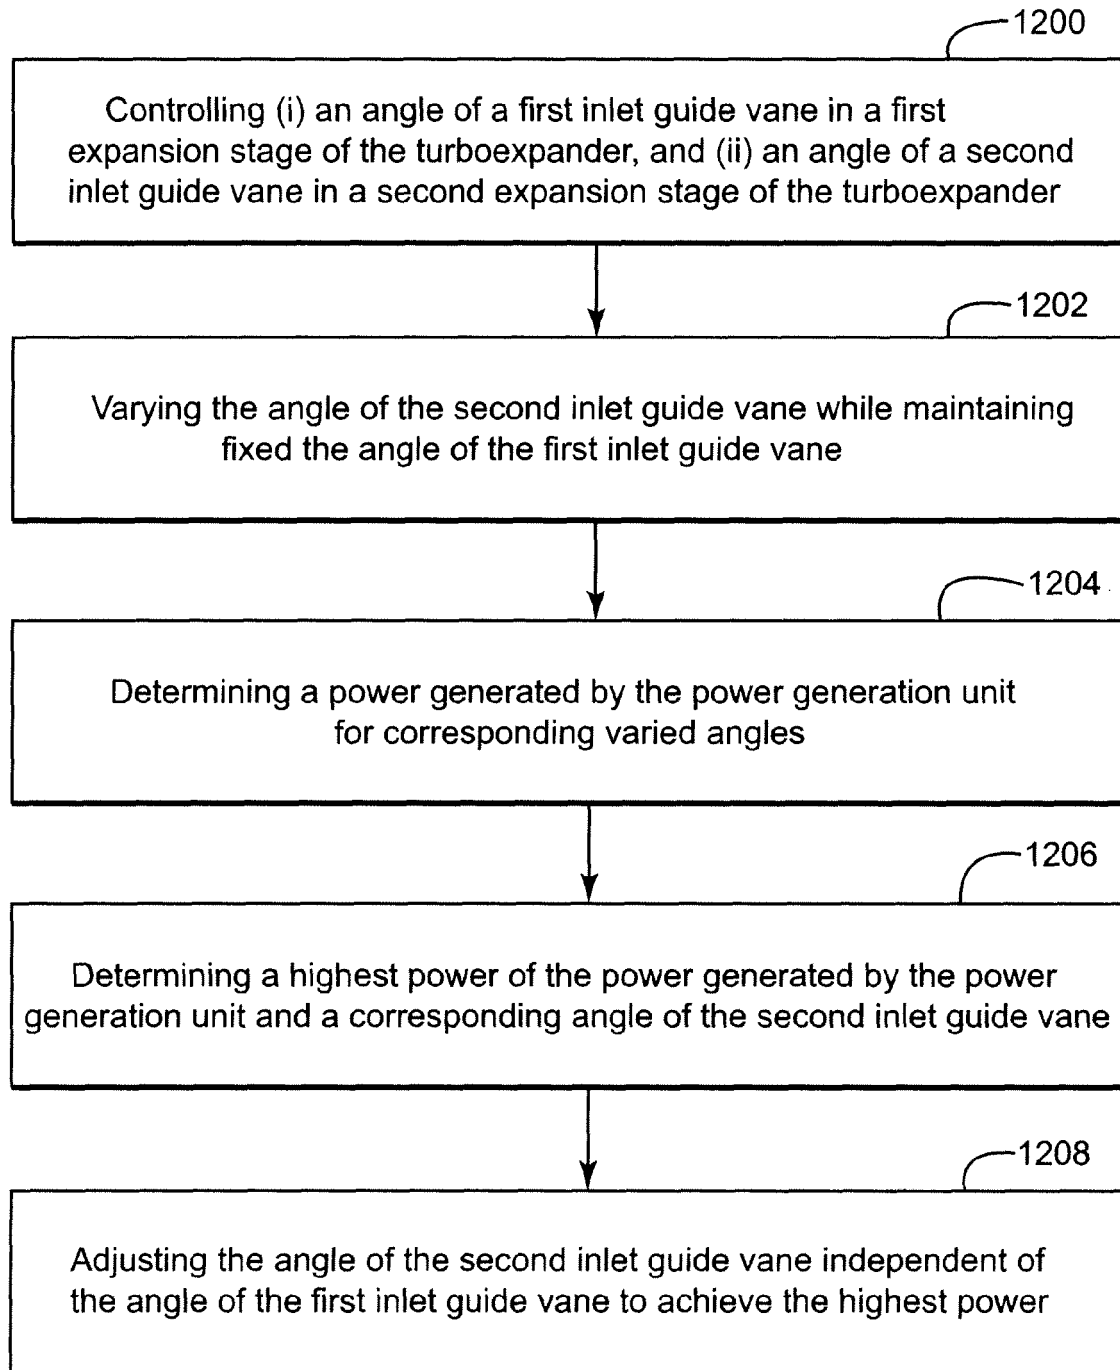 1200
Controlling (i) an angle of a first inlet guide vane in a first
expansion stage of the turboexpander, and (ii) an angle of a second
inlet guide vane in a second expansion stage of the turboexpander
1202
Varying the angle of the second inlet guide vane while maintaining
fixed the angle of the first inlet guide vane
1204
Determining a power generated by the power generation unit
for corresponding varied angles
1206
Determining a highest power of the power generated by the power
generation unit and a corresponding angle of the second inlet guide vane
1208
Adjusting the angle of the second inlet guide vane independent of
the angle of the first inlet guide vane to achieve the highest power